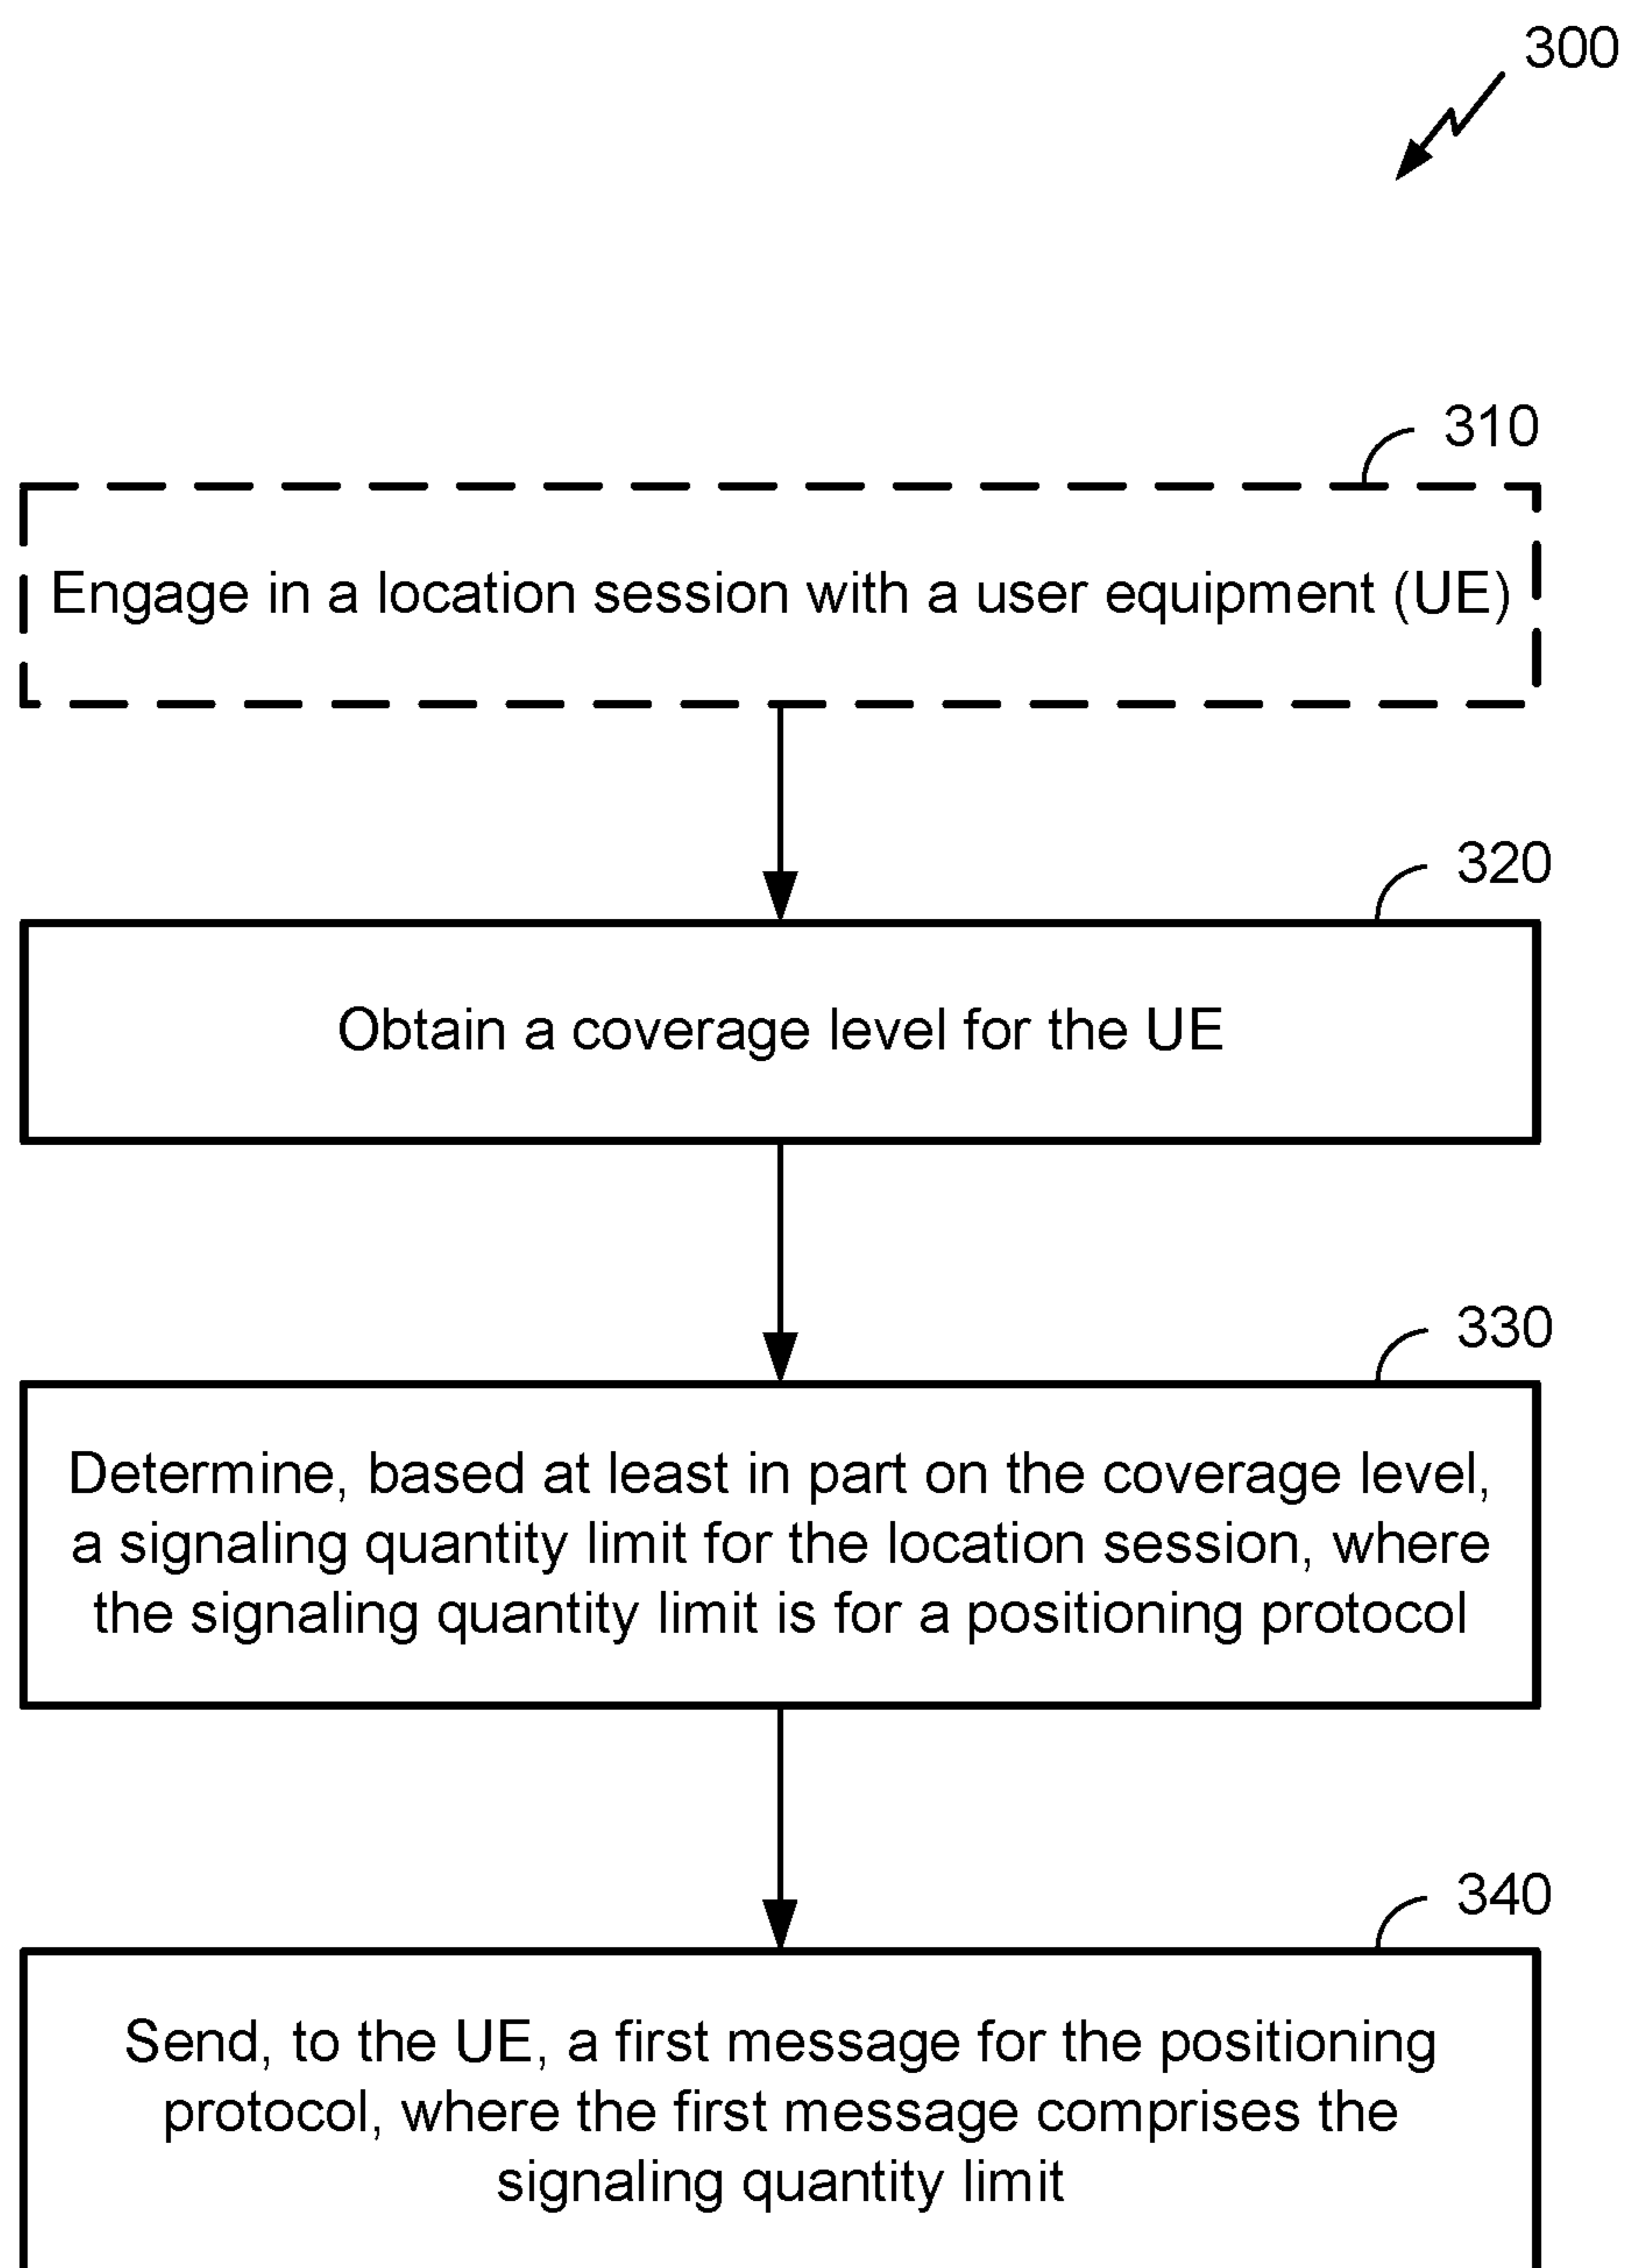 300
310
Engage in a location session with a user equipment (UE)
320
Obtain a coverage level for the UE
330
Determine, based at least in part on the coverage level,
a signaling quantity limit for the location session, where
the signaling quantity limit is for a positioning protocol
340
Send, to the UE, a first message for the positioning
protocol, where the first message comprises the
signaling quantity limit